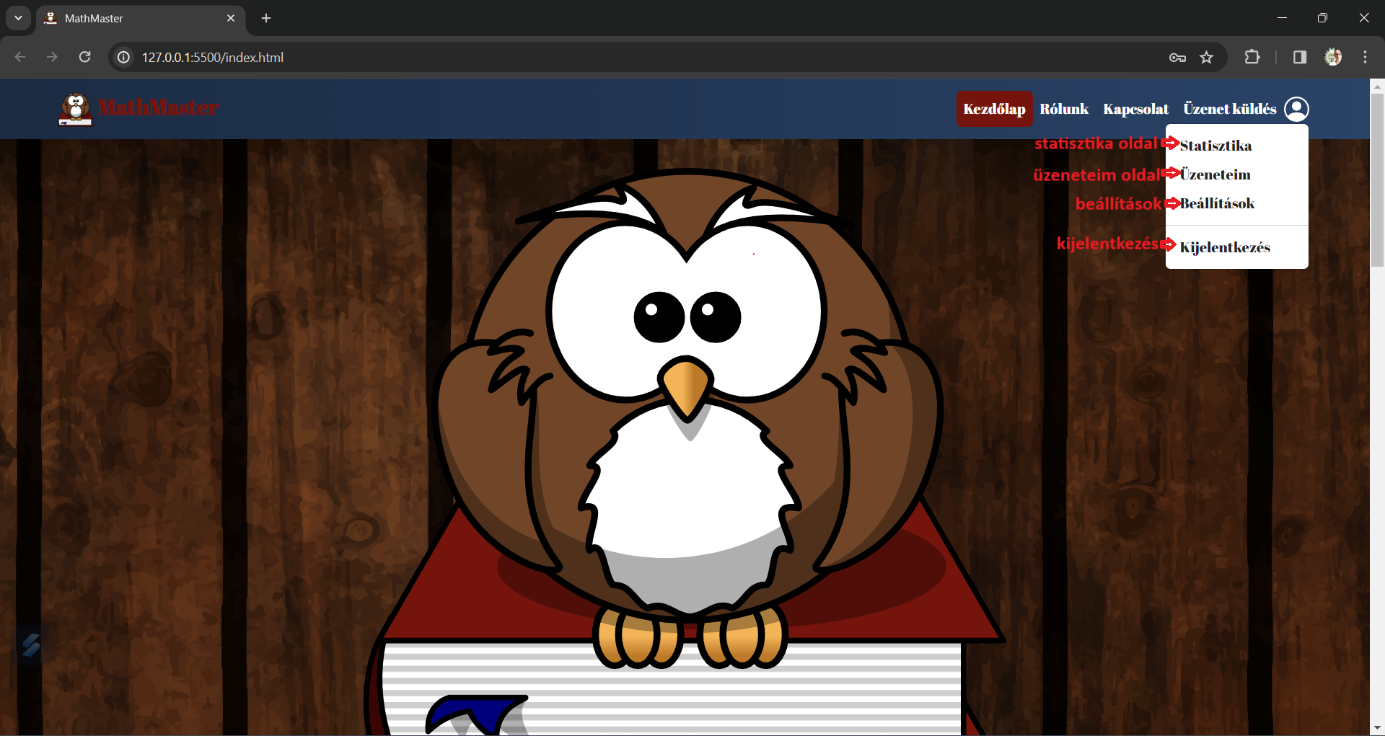 MathMaster
127.0.0.1:5500/index.html
MathMaster
Kezdőlap Rólunk Kapcsolat Üzenet küldés
statisztika oldal Statisztika
üzeneteim oldal Üzeneteim
beállítások Beállítások
kijelentkezés Kijelentkezés